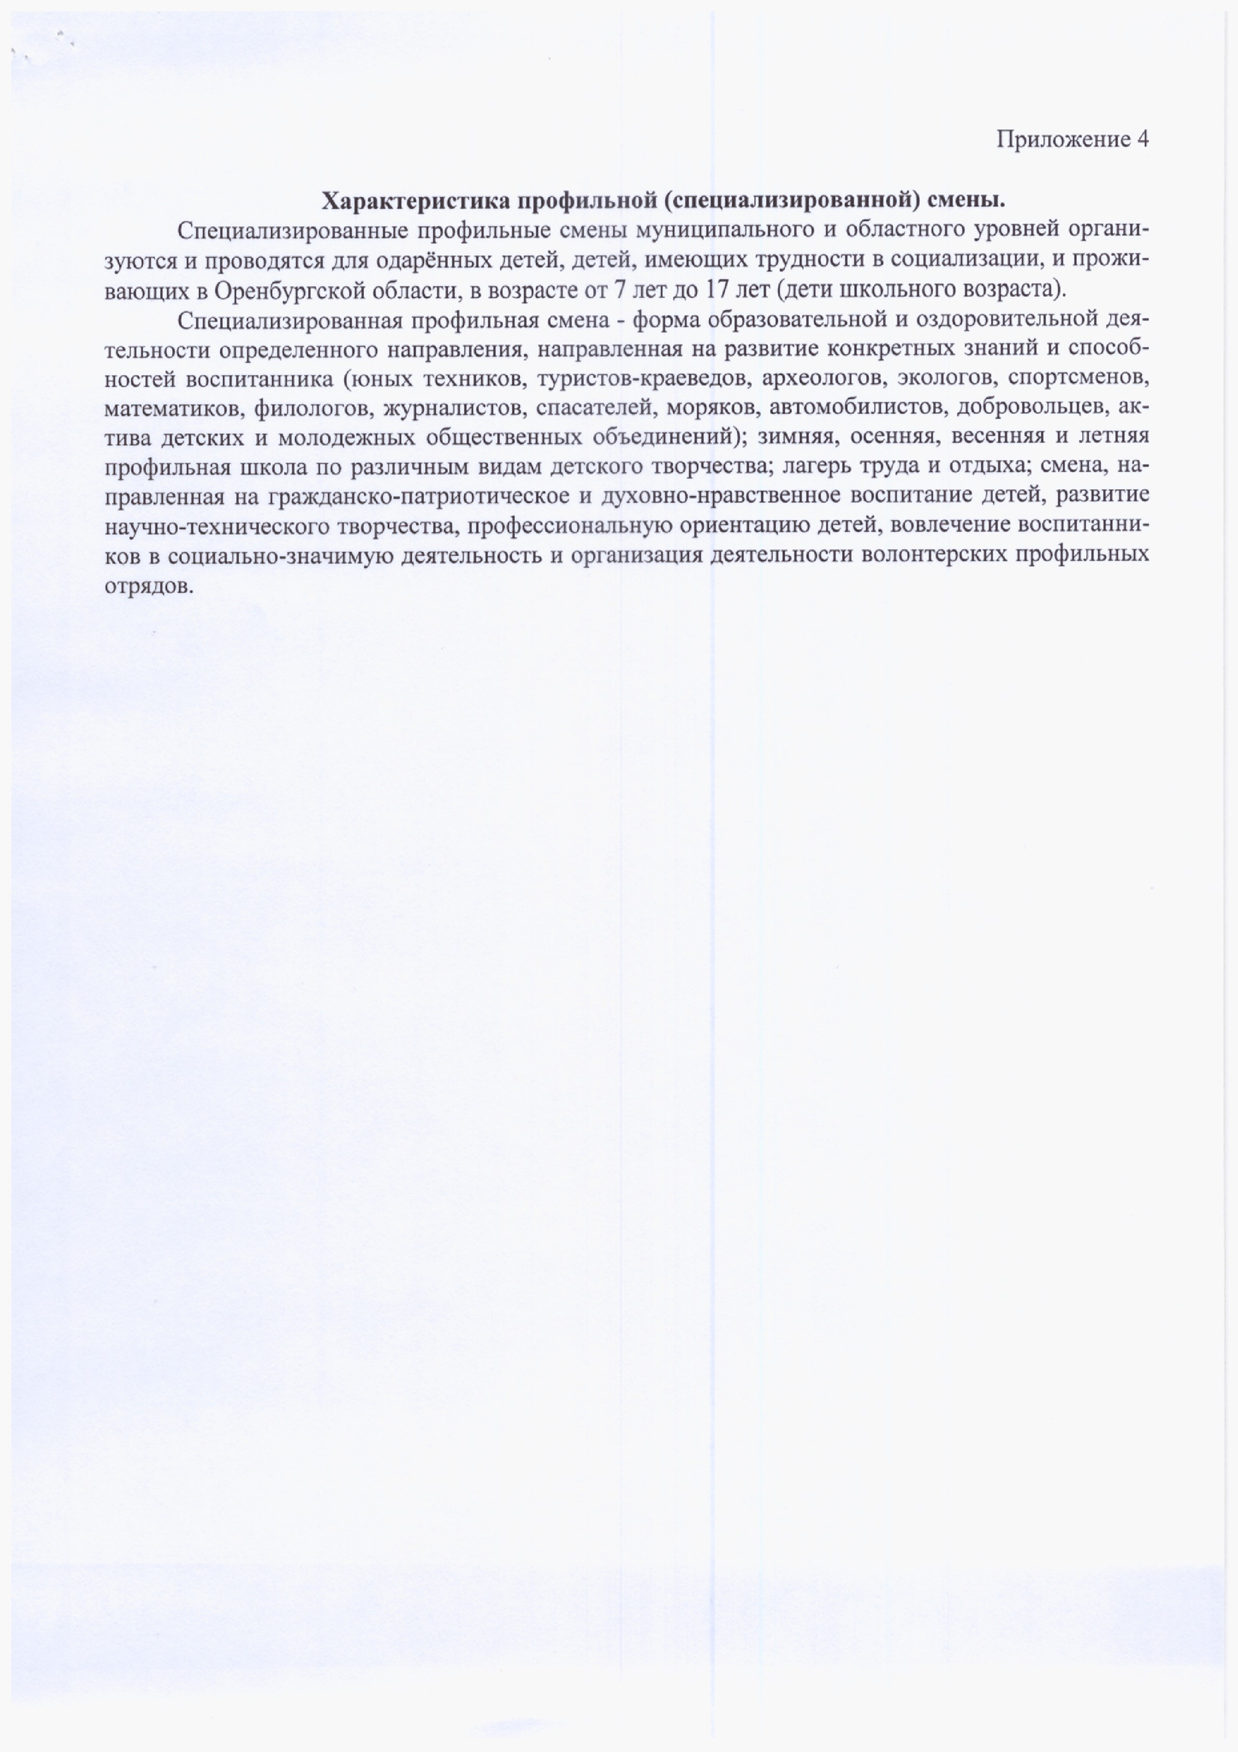 Приложение 4
Характеристика профильной (специализированной) смены.
Специализированные профильные смены муниципального и областного уровней органи-
зуются и проводятся для одарённых детей, детей, имеющих трудности в социализации, и прожи-
вающих в Оренбургской области, в возрасте от 7 лет до 17 лет (дети школьного возраста).
Специализированная профильная смена - форма образовательной и оздоровительной дея-
тельности определенного направления, направленная на развитие конкретных знаний и способ-
ностей воспитанника (юных техников, туристов-краеведов, археологов, экологов, спортсменов,
математиков, филологов, журналистов, спасателей, моряков, автомобилистов, добровольцев, ак-
тива детских и молодежных общественных объединений); зимняя, осенняя, весенняя и летняя
профильная школа по различным видам детского творчества; лагерь труда и отдыха; смена, на-
правленная на гражданско-патриотическое и духовно-нравственное воспитание детей, развитие
научно-технического творчества, профессиональную ориентацию детей, вовлечение воспитанни-
ков в социально-значимую деятельность и организация деятельности волонтерских профильных
отрядов.